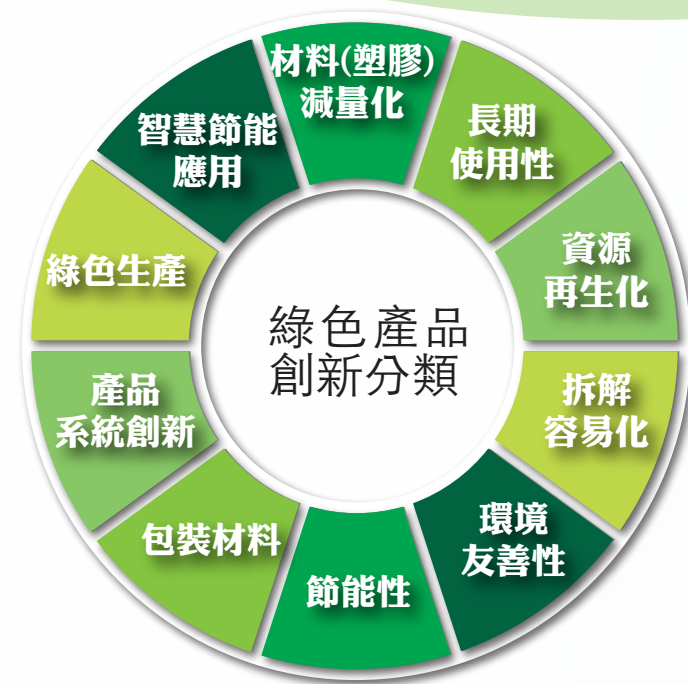 材料(塑膠)
減量化
長期
使用性
資源
再生化
拆解
容易化
環境
友善性
節能性
包裝材料
產品
系統創新
綠色生產
智慧節能
應用
綠色產品
創新分類